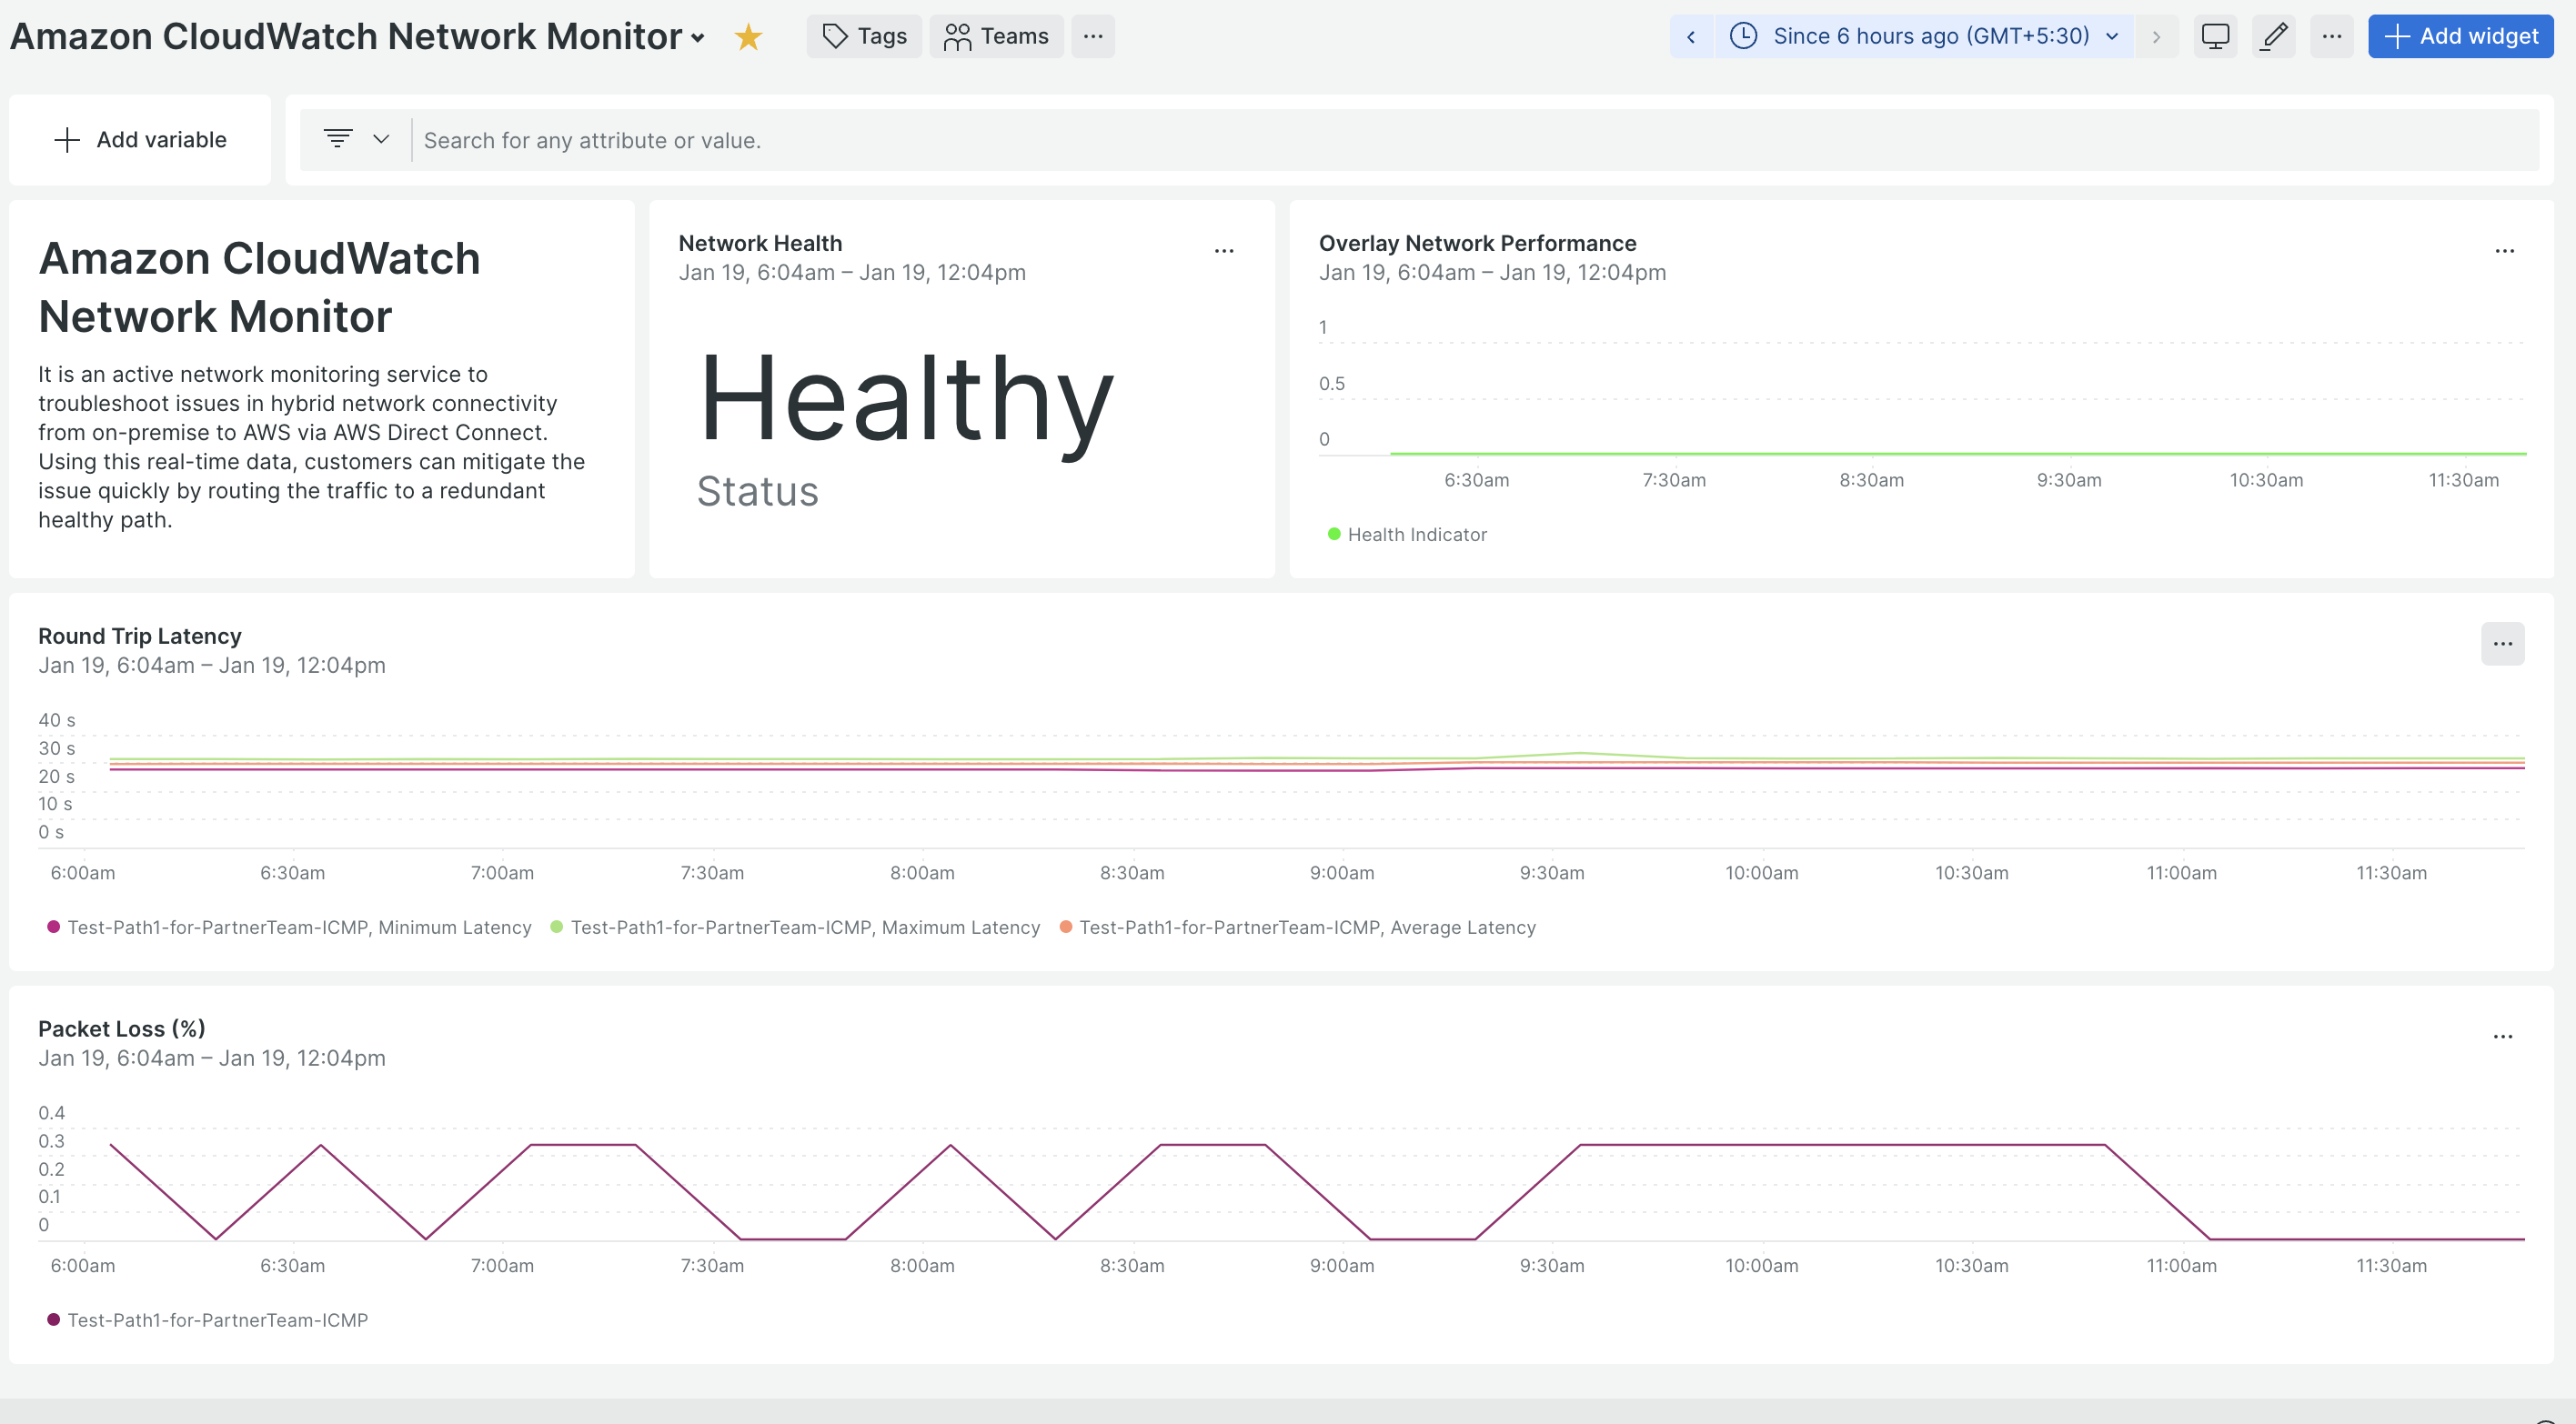 Amazon CloudWatch Network Monitor
Tags
Teams
Since 6 hours ago (GMT+5:30)
Add widget
Add variable
Search for any attribute or value.
Amazon CloudWatch
Network Monitor
It is an active network monitoring service to
troubleshoot issues in hybrid network connectivity
from on-premise to AWS via AWS Direct Connect.
Using this real-time data, customers can mitigate the
issue quickly by routing the traffic to a redundant
healthy path.
Network Health
Jan 19, 6:04am – Jan 19, 12:04pm
Healthy
Status
Overlay Network Performance
Jan 19, 6:04am – Jan 19, 12:04pm
1
0.5
0
6:30am 7:30am 8:30am 9:30am 10:30am 11:30am
Health Indicator
Round Trip Latency
Jan 19, 6:04am – Jan 19, 12:04pm
40 s
30 s
20 s
10 s
0 s
6:00am 6:30am 7:00am 7:30am 8:00am 8:30am 9:00am 9:30am 10:00am 10:30am 11:00am 11:30am
Test-Path1-for-PartnerTeam-ICMP, Minimum Latency Test-Path1-for-PartnerTeam-ICMP, Maximum Latency Test-Path1-for-PartnerTeam-ICMP, Average Latency
Packet Loss (%)
Jan 19, 6:04am – Jan 19, 12:04pm
0.4
0.3
0.2
0.1
0
6:00am 6:30am 7:00am 7:30am 8:00am 8:30am 9:00am 9:30am 10:00am 10:30am 11:00am 11:30am
Test-Path1-for-PartnerTeam-ICMP